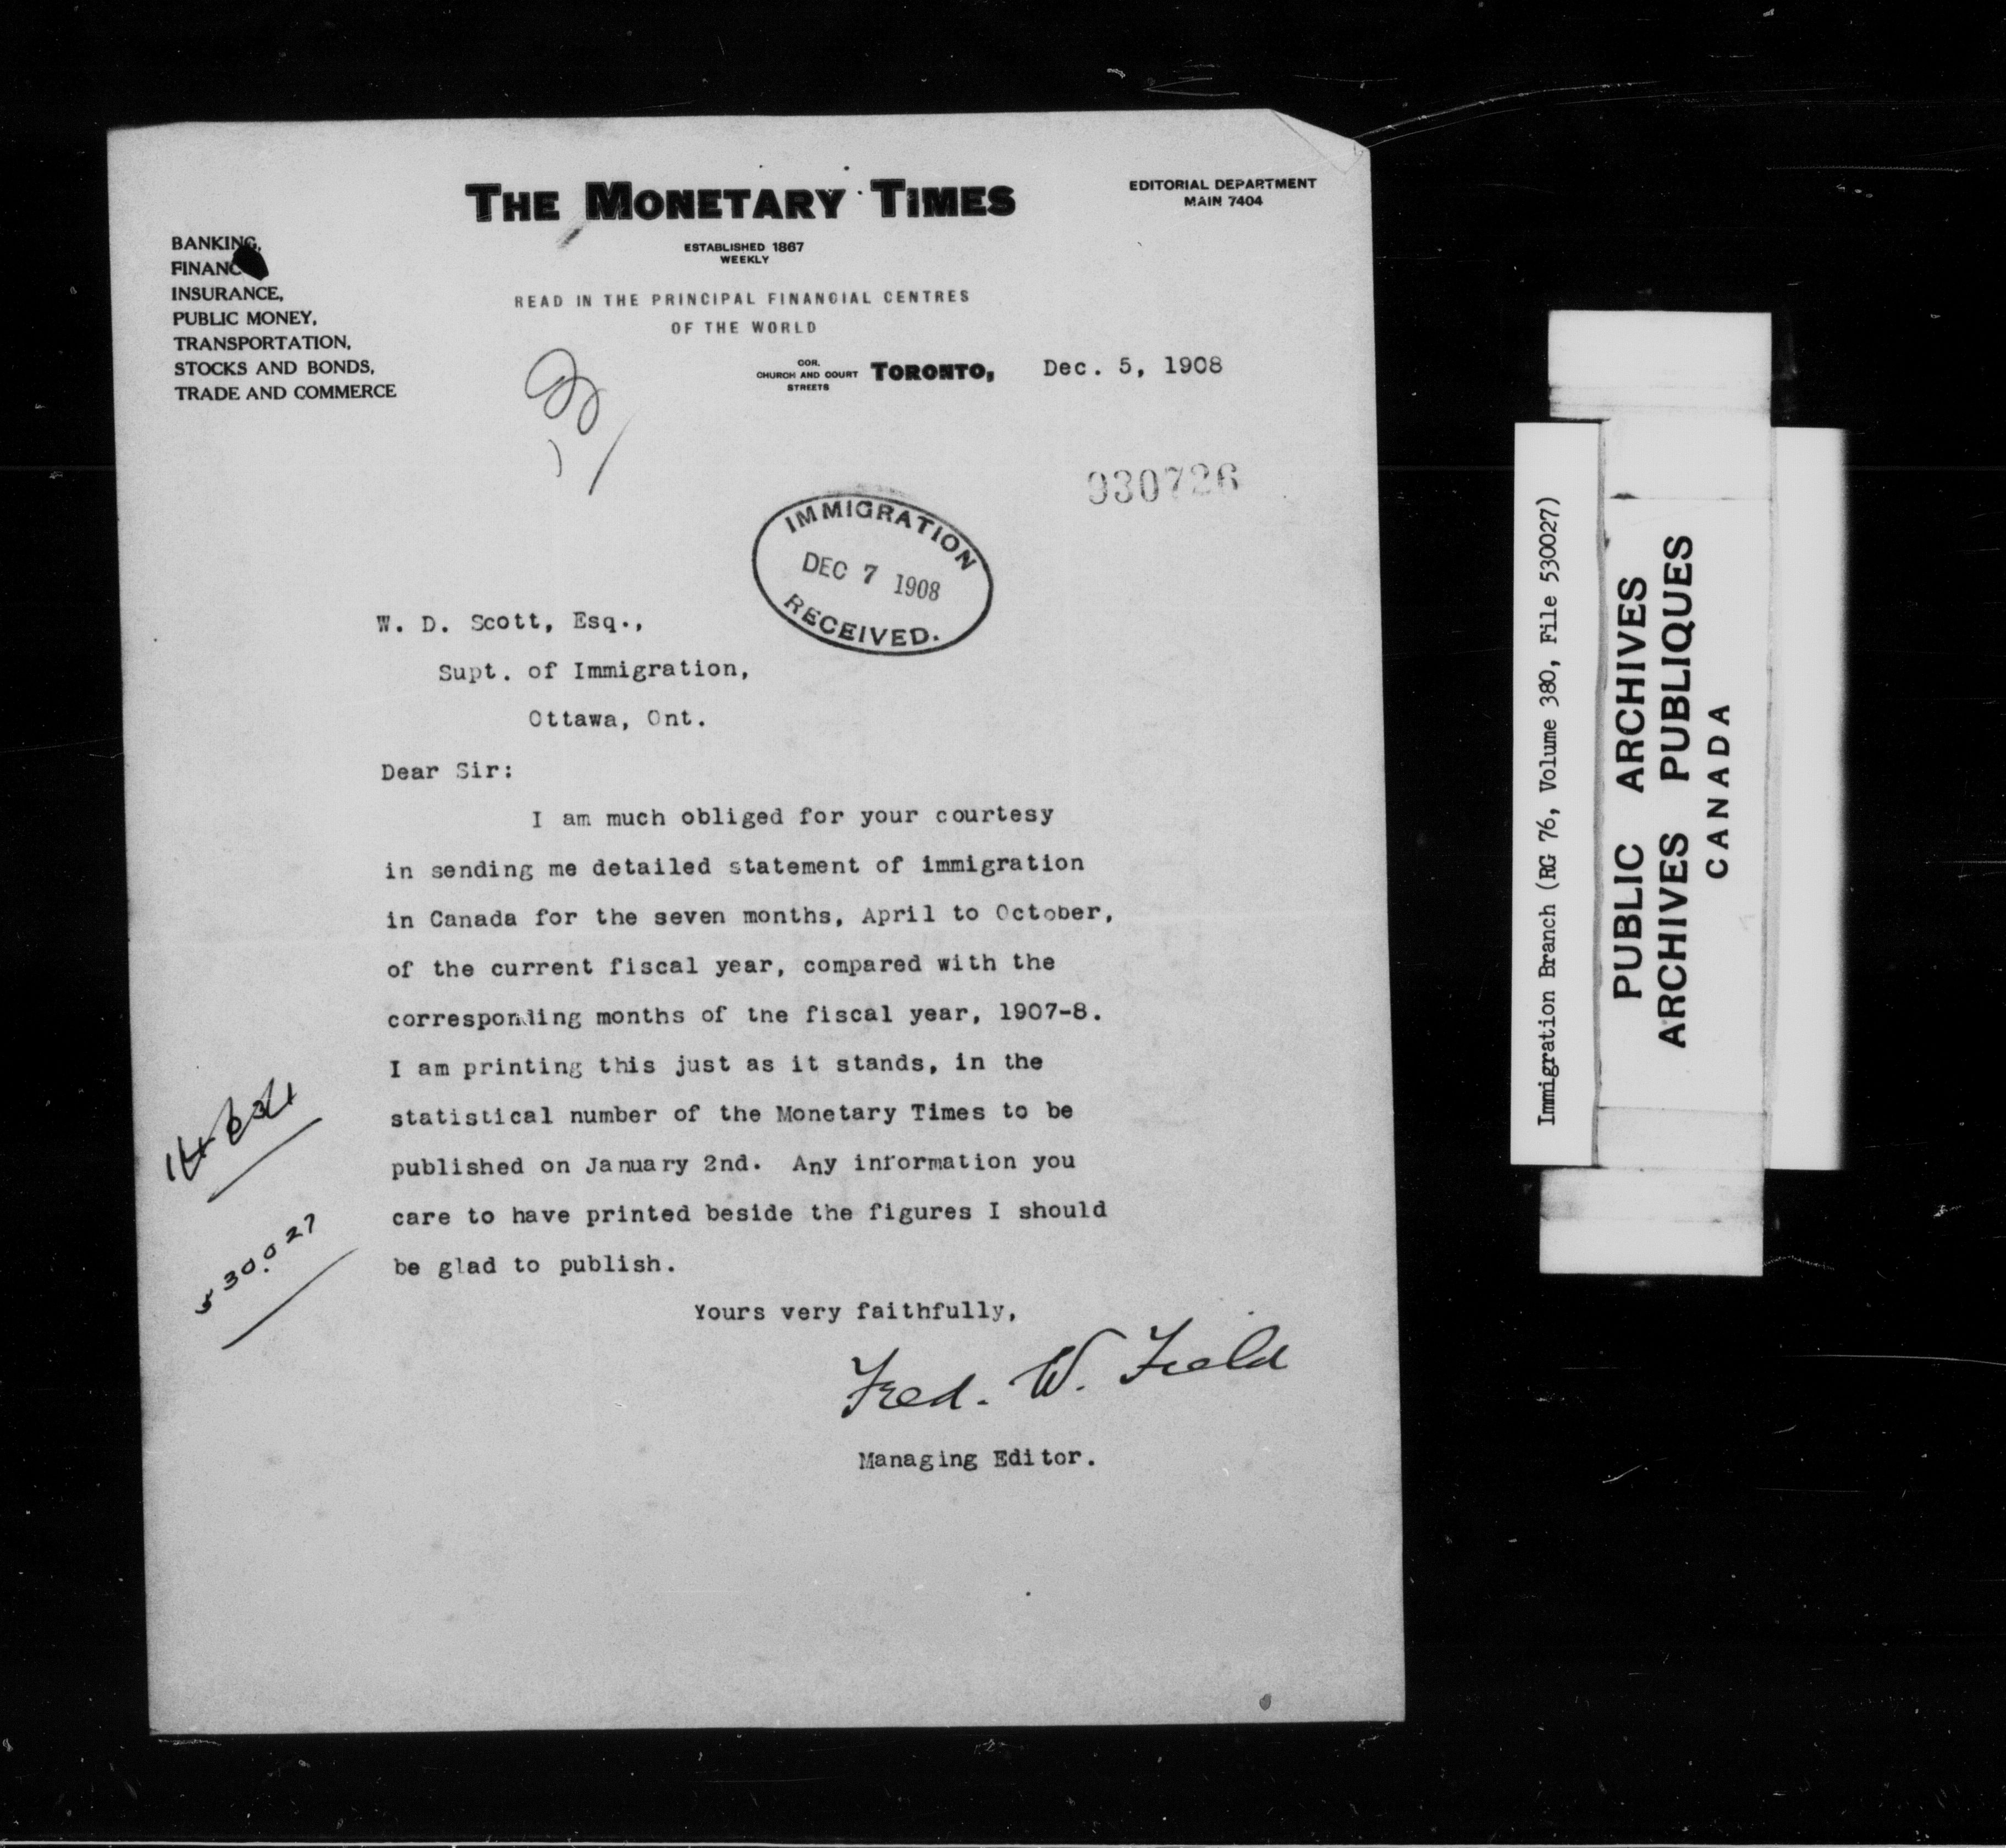 THE MONETARY TIMES
EDITORIAL DEPARTMENT
MAIN 7404
ESTABLISHED 1867
WEEKLY
BANKING,
FINANC
INSURANCE,
PUBLIC MONEY,
TRANSPORTATION,
STOCKS AND BONDS,
TRADE AND COMMERCE
READ IN THE PRINCIPAL FINANCIAL CENTRES
OF THE WORLD
COR.
CHURCH AND COURT
STREETS
TORONTO, Dec. 5, 1908
930726
IMMIGRATION
DEC 7 1908
RECEIVED.
W. D. Scott, Esq.,
Supt. of Immigration,
Ottawa, Ont.
Dear Sir:
I am much obliged for your courtesy
in sending me detailed statement of immigration
in Canada for the seven months, April to October,
of the current fiscal year, compared with the
corresponding months of the fiscal year, 1907-8.
I am printing this just as it stands, in the
statistical number of the Monetary Times to be
published on January 2nd. Any information you
care to have printed beside the figures I should
be glad to publish.
530.027
Yours very faithfully,
Fred. W. Field
Managing Editor.
Immigration Branch (RG 76, Volume 380, File 530027)
PUBLIC ARCHIVES
ARCHIVES PUBLIQUES
CANADA